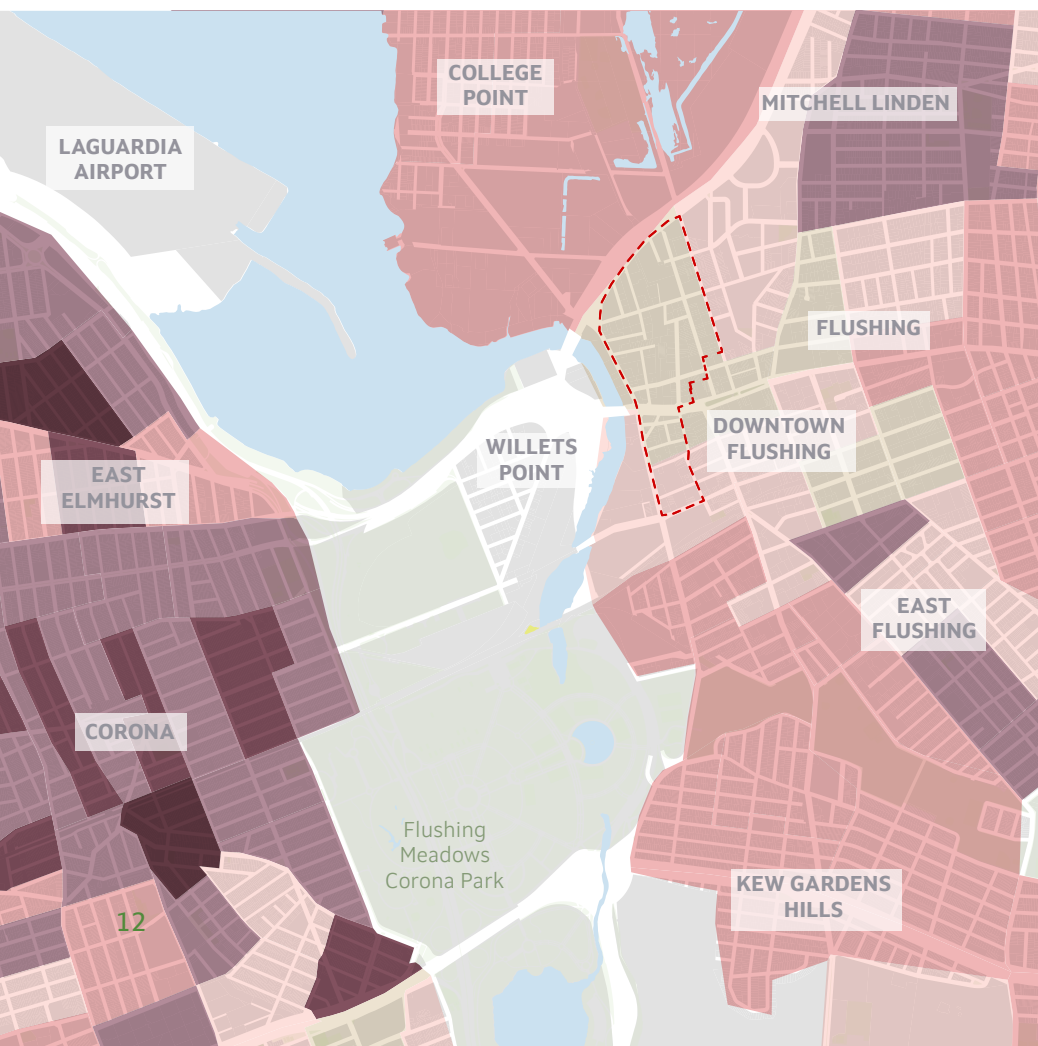 COLLEGE
POINT
MITCHELL LINDEN
LAGUARDIA
AIRPORT
FLUSHING
DOWNTOWN
FLUSHING
WILLETS
POINT
EAST
ELMHURST
EAST
FLUSHING
CORONA
Flushing
Meadows
Corona Park
KEW GARDENS
HILLS
12